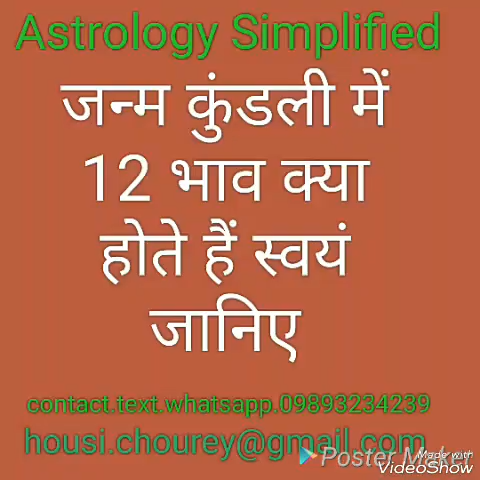 Astrology Simplified
जन्म कुंडली में
12 भाव क्या
होते हैं स्वयं
जानिए
contact.text.whatsapp.09893234239
housi.chourey@gmail.com
Poster Maker
Made with
VideoShow